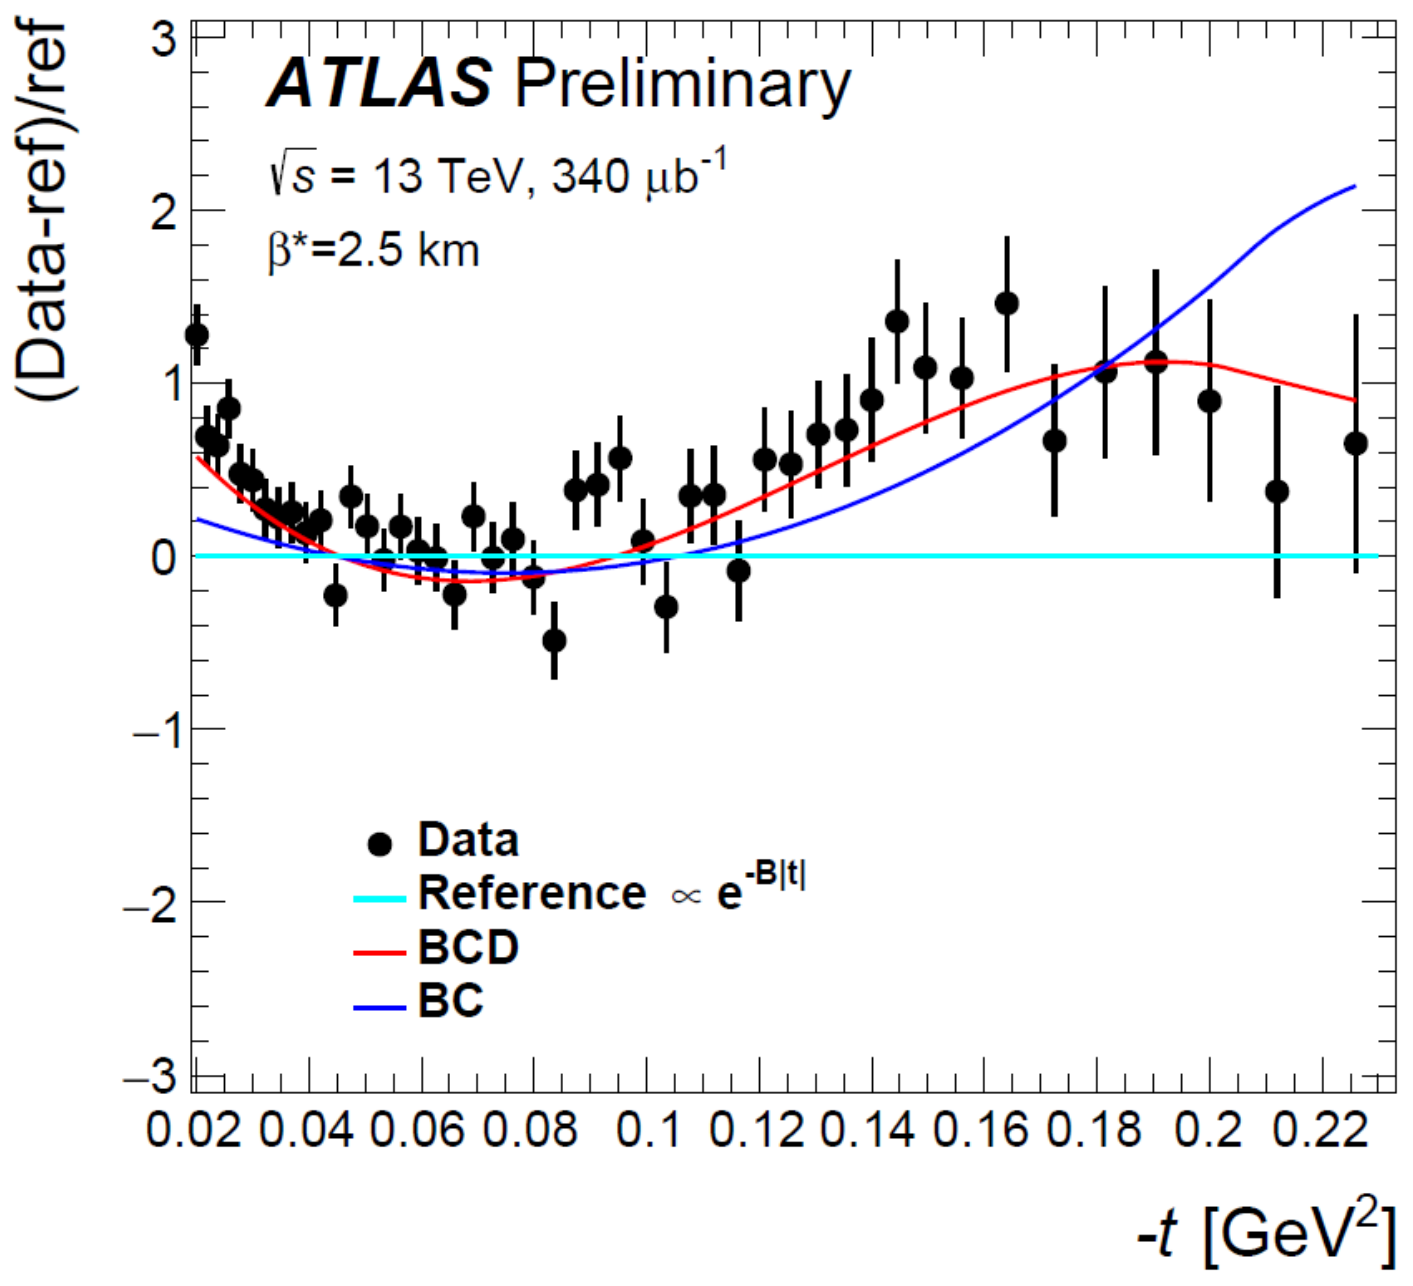 (Data-ref)/ref
ATLAS Preliminary
√s = 13 TeV, 340 μb⁻¹
β*=2.5 km
3
2
1
0
−1
−2
−3
Data
Reference ∝ e^-B|t|
BCD
BC
0.02 0.04 0.06 0.08 0.1 0.12 0.14 0.16 0.18 0.2 0.22
-t [GeV²]